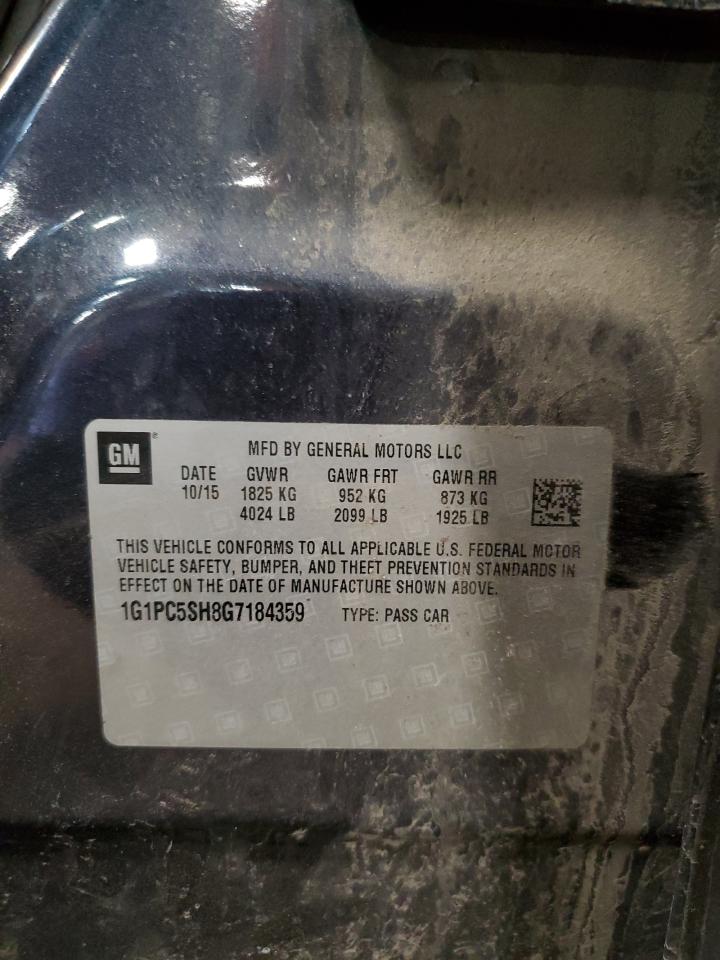 GM
MFD BY GENERAL MOTORS LLC
DATE GVWR GAWR FRT GAWR RR
10/15 1825 KG 952 KG 873 KG
4024 LB 2099 LB 1925 LB
THIS VEHICLE CONFORMS TO ALL APPLICABLE U.S. FEDERAL MOTOR
VEHICLE SAFETY, BUMPER, AND THEFT PREVENTION STANDARDS IN
EFFECT ON THE DATE OF MANUFACTURE SHOWN ABOVE.
1G1PC5SH8G7184359 TYPE: PASS CAR